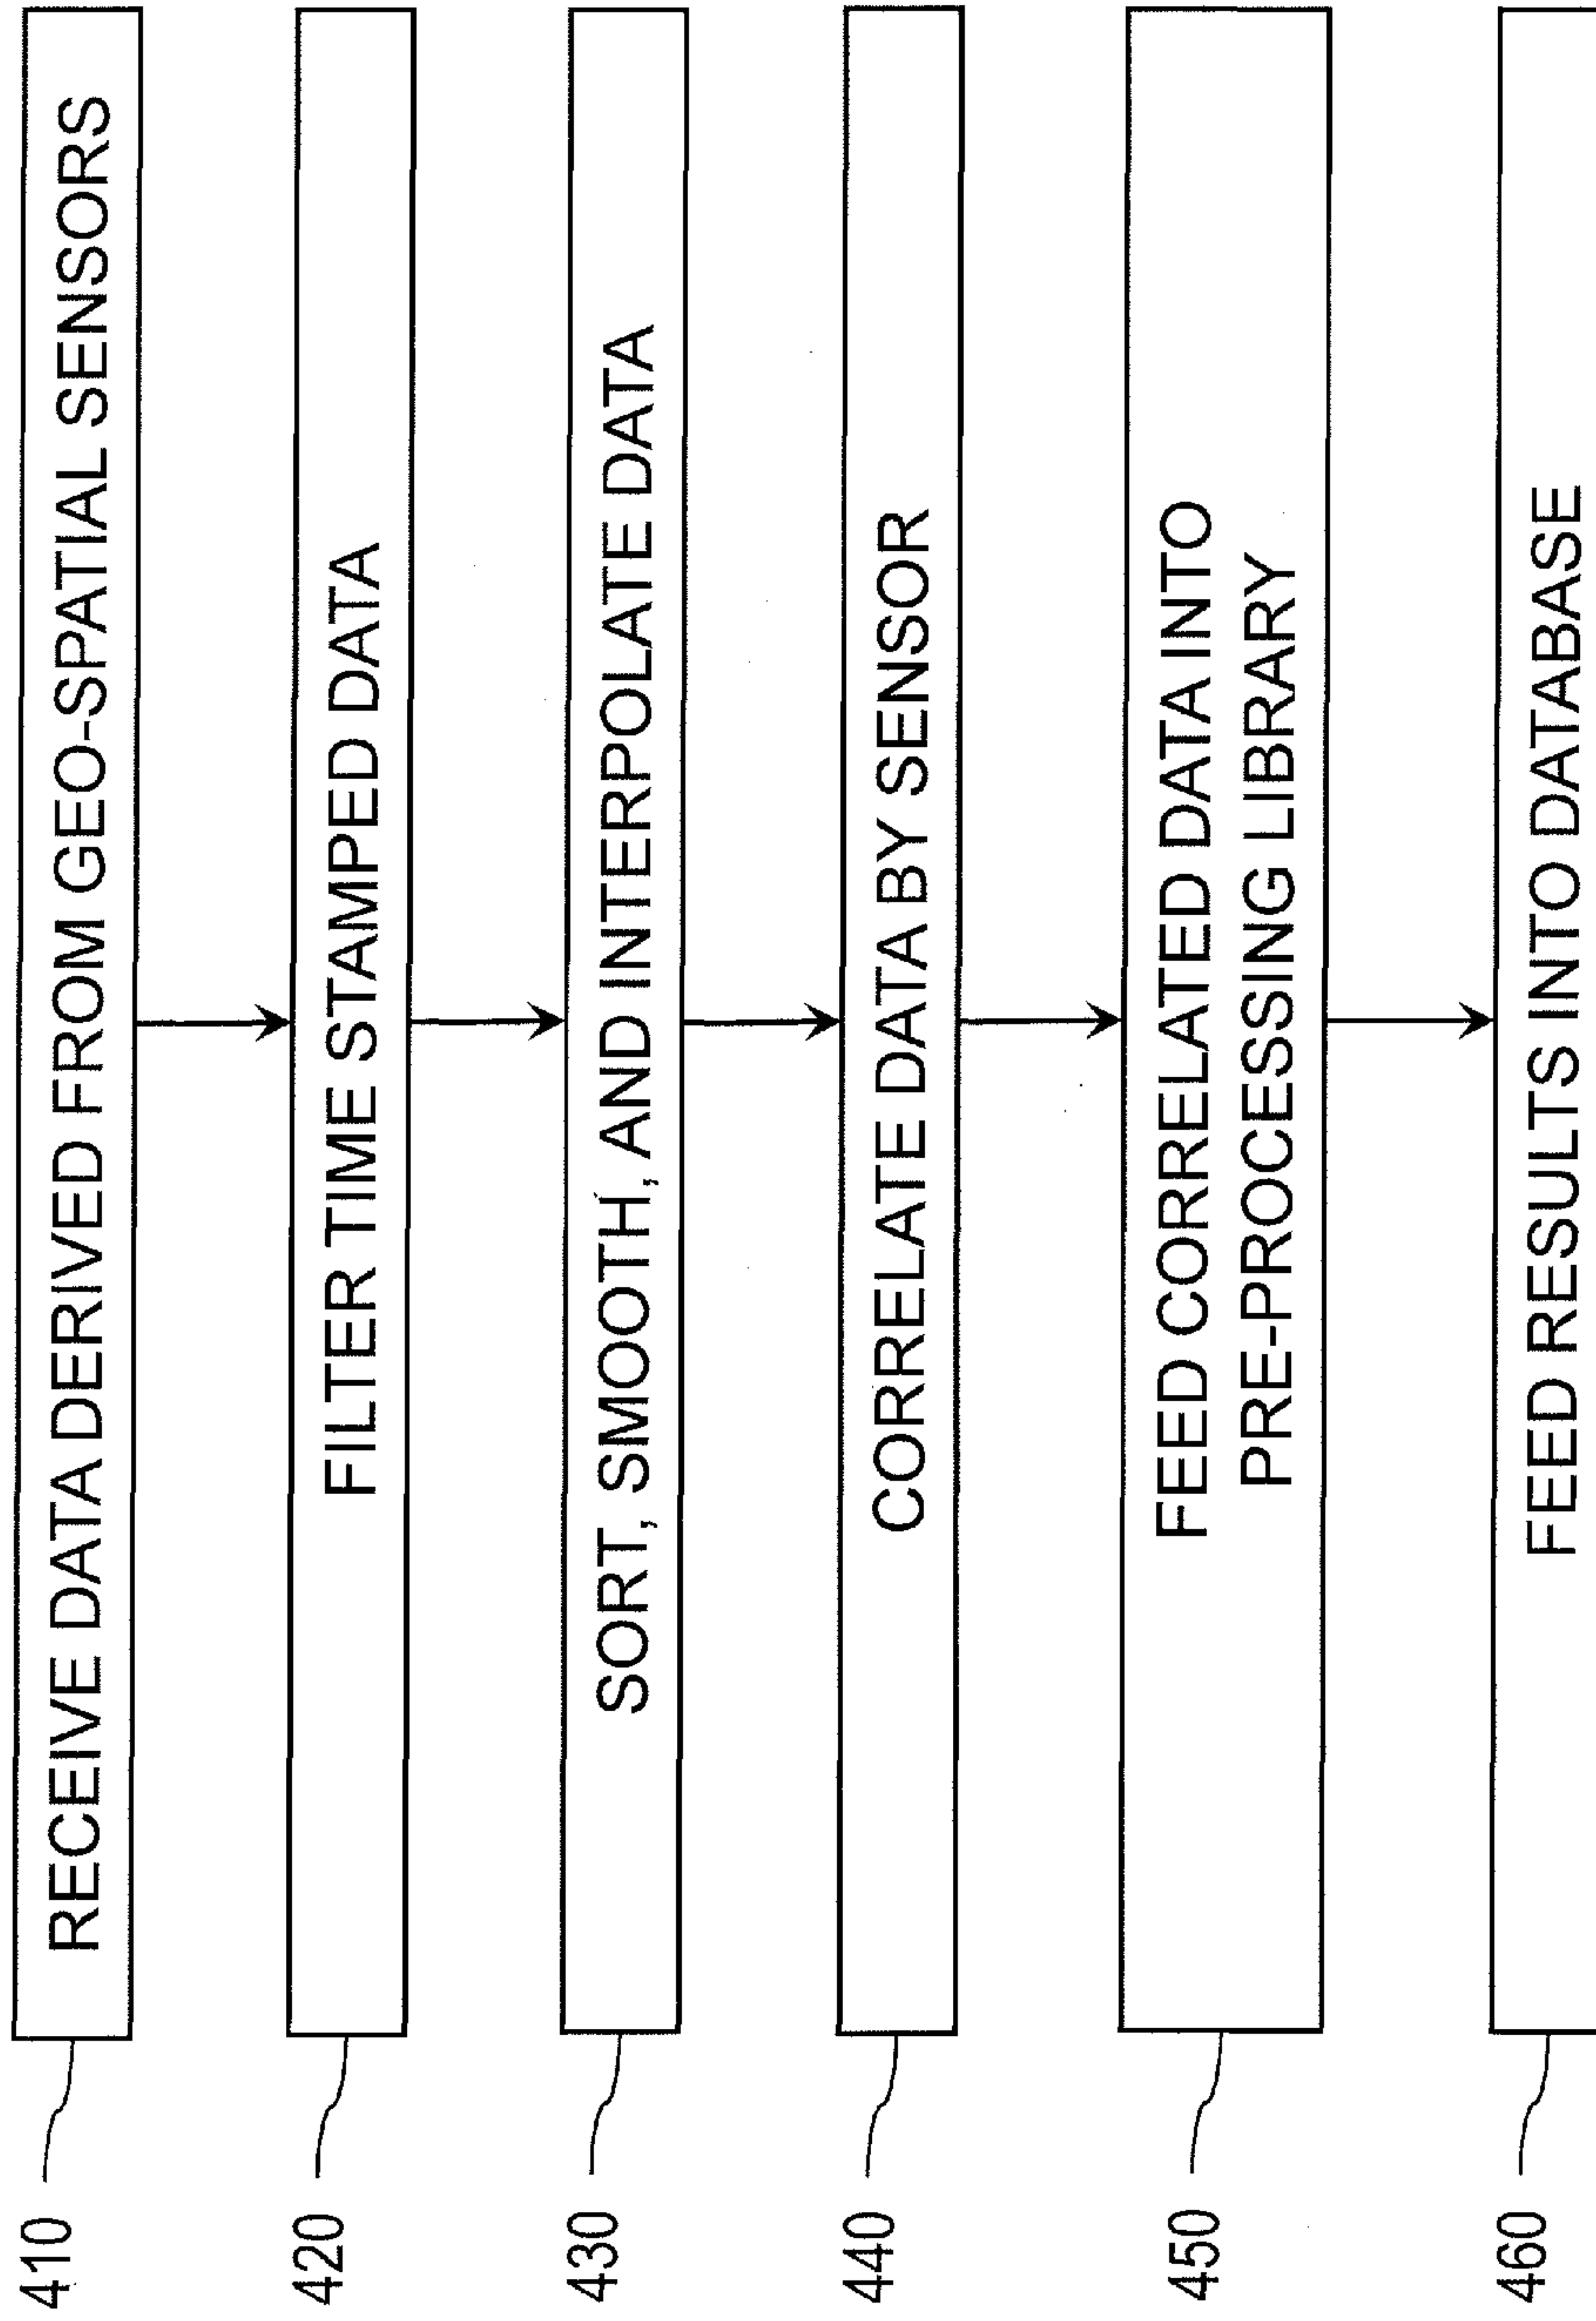 410
RECEIVE DATA DERIVED FROM GEO-SPATIAL SENSORS
420
FILTER TIME STAMPED DATA
430
SORT, SMOOTH, AND INTERPOLATE DATA
440
CORRELATE DATA BY SENSOR
450
FEED CORRELATED DATA INTO
PRE-PROCESSING LIBRARY
460
FEED RESULTS INTO DATABASE